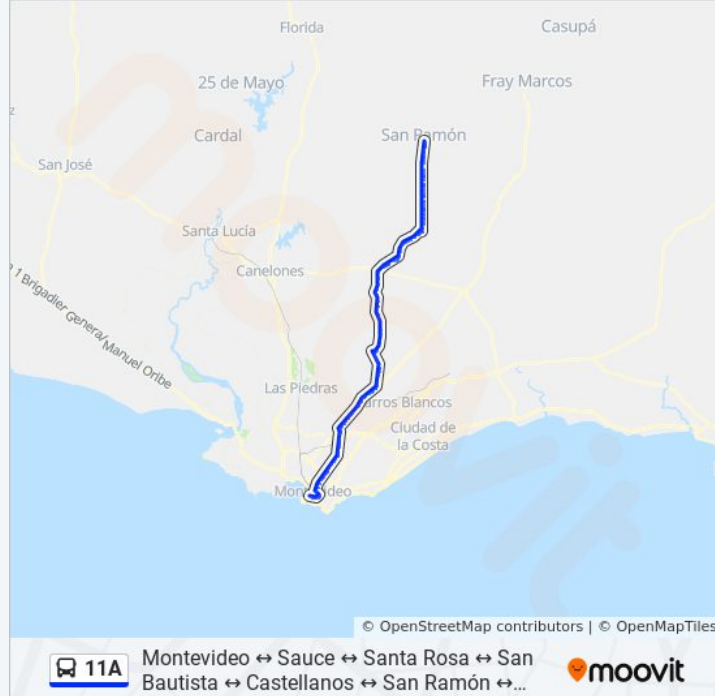 Florida
Casupá
25 de Mayo
Fray Marcos
Cardal
San Ramón
San José
Santa Lucía
Canelones
1 Brigadier General Manuel Oribe
Las Piedras
arros Blancos
Ciudad de
la Costa
Montevideo
moovit
© OpenStreetMap contributors | © OpenMapTiles
11A
Montevideo ↔ Sauce ↔ Santa Rosa ↔ San
Bautista ↔ Castellanos ↔ San Ramón ↔...
moovit